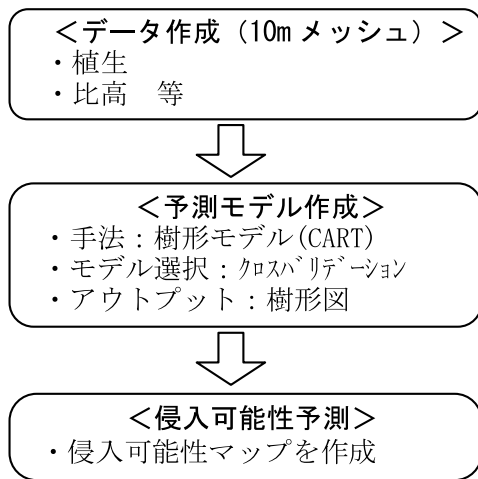 ＜データ作成（10m メッシュ）＞
・植生
・比高　等
＜予測モデル作成＞
・手法：樹形モデル(CART)
・モデル選択：ｸﾛｽﾊﾞﾘﾃﾞｰｼｮﾝ
・アウトプット：樹形図
＜侵入可能性予測＞
・侵入可能性マップを作成